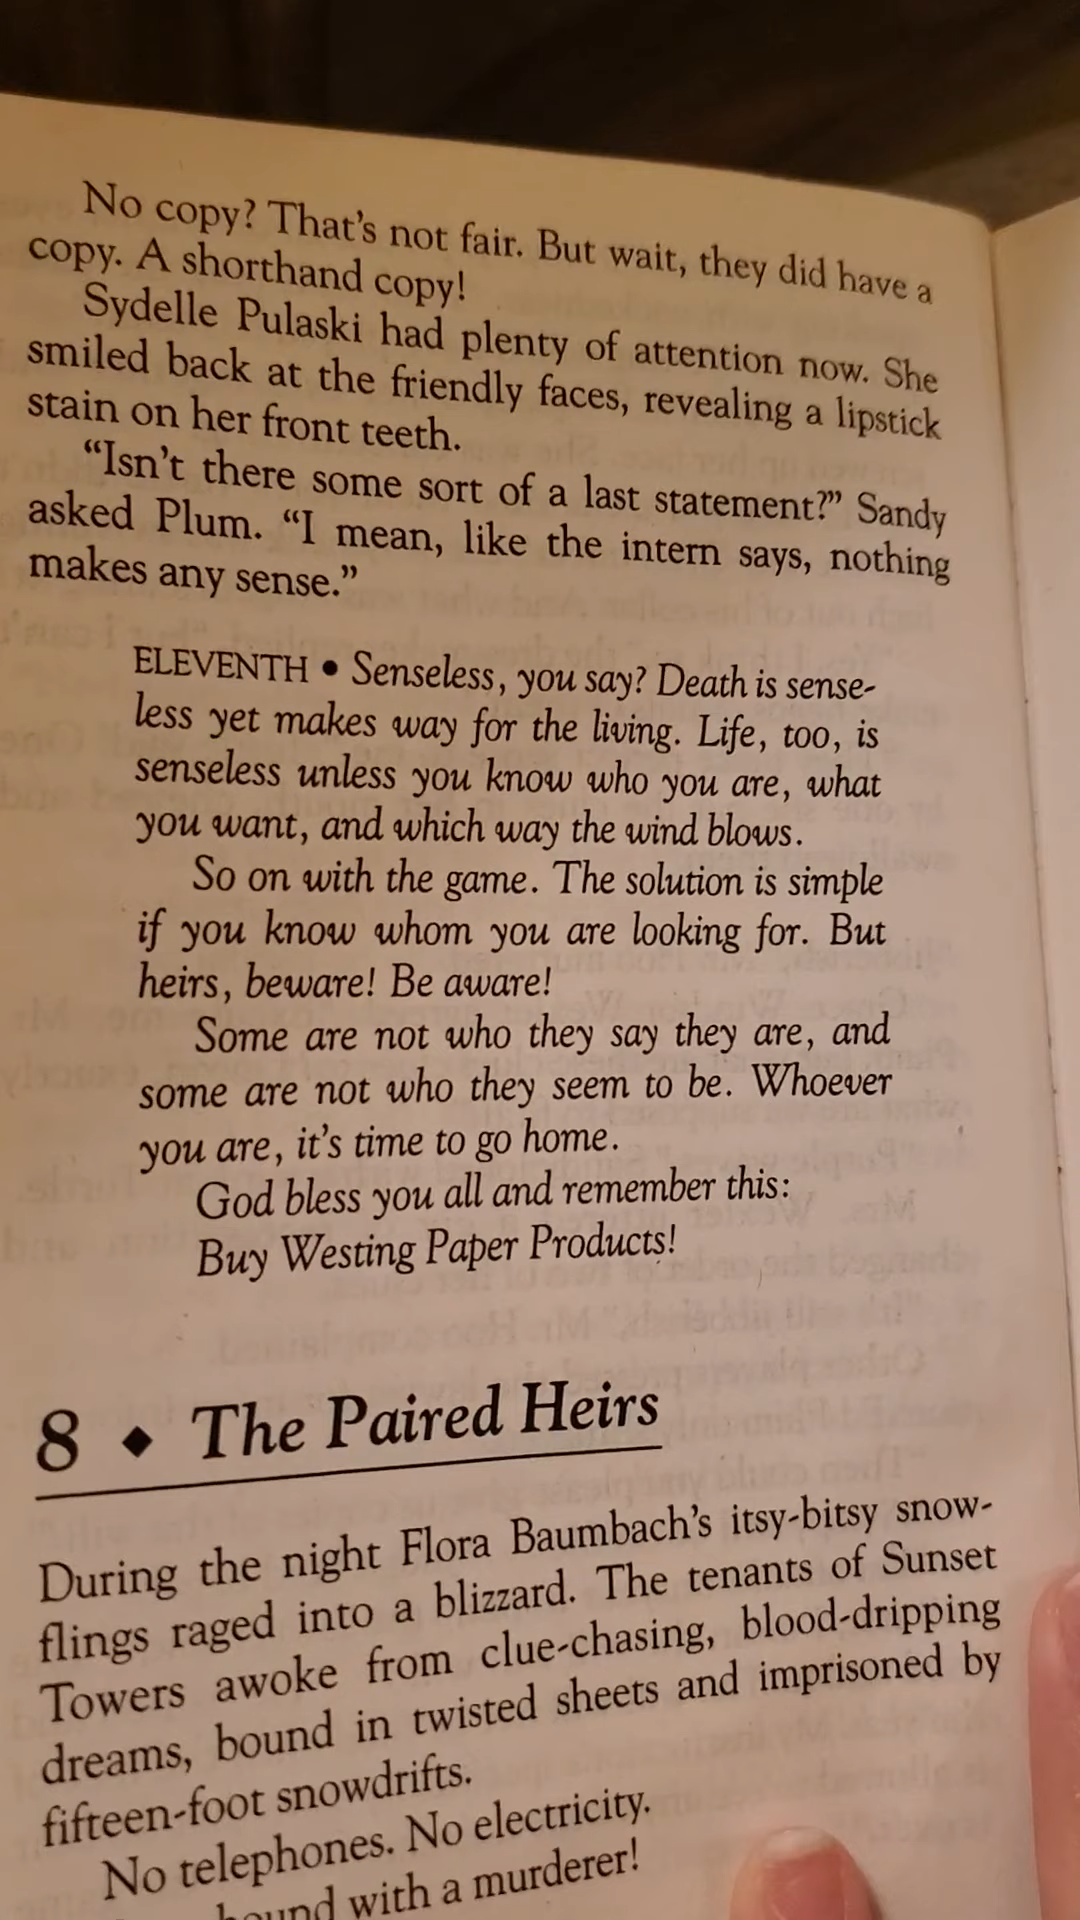 No copy? That's not fair. But wait, they did have a
copy. A shorthand copy!
Sydelle Pulaski had plenty of attention now. She
smiled back at the friendly faces, revealing a lipstick
stain on her front teeth.
“Isn't there some sort of a last statement?” Sandy
asked Plum. “I mean, like the intern says, nothing
makes any sense.”
ELEVENTH • Senseless, you say? Death is sense-
less yet makes way for the living. Life, too, is
senseless unless you know who you are, what
you want, and which way the wind blows.
So on with the game. The solution is simple
if you know whom you are looking for. But
heirs, beware! Be aware!
Some are not who they say they are, and
some are not who they seem to be. Whoever
you are, it's time to go home.
God bless you all and remember this:
Buy Westing Paper Products!
8 ◆ The Paired Heirs
During the night Flora Baumbach's itsy-bitsy snow-
flings raged into a blizzard. The tenants of Sunset
Towers awoke from clue-chasing, blood-dripping
dreams, bound in twisted sheets and imprisoned by
fifteen-foot snowdrifts.
No telephones. No electricity.
with a murderer!